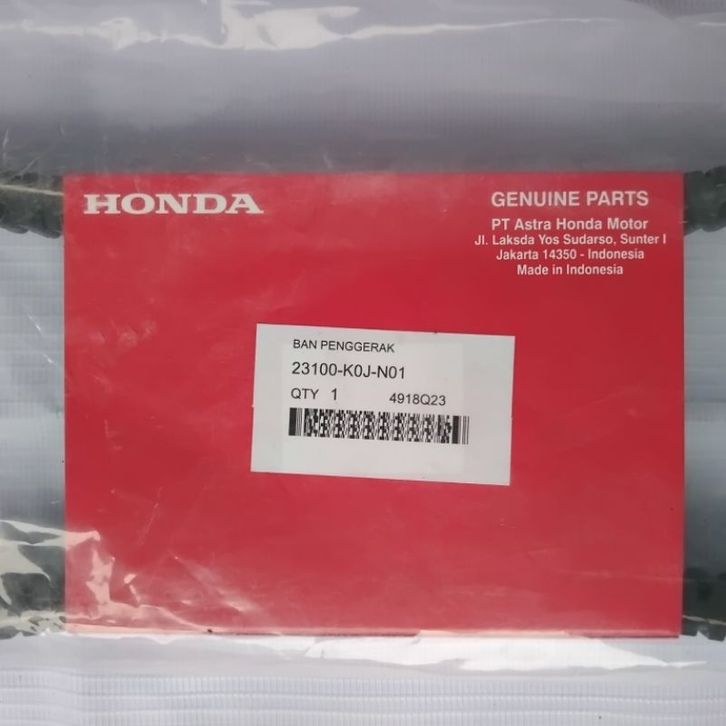 HONDA
GENUINE PARTS
PT Astra Honda Motor
Jl. Laksda Yos Sudarso, Sunter I
Jakarta 14350 - Indonesia
Made in Indonesia
BAN PENGGERAK
23100-K0J-N01
QTY 1 4918Q23